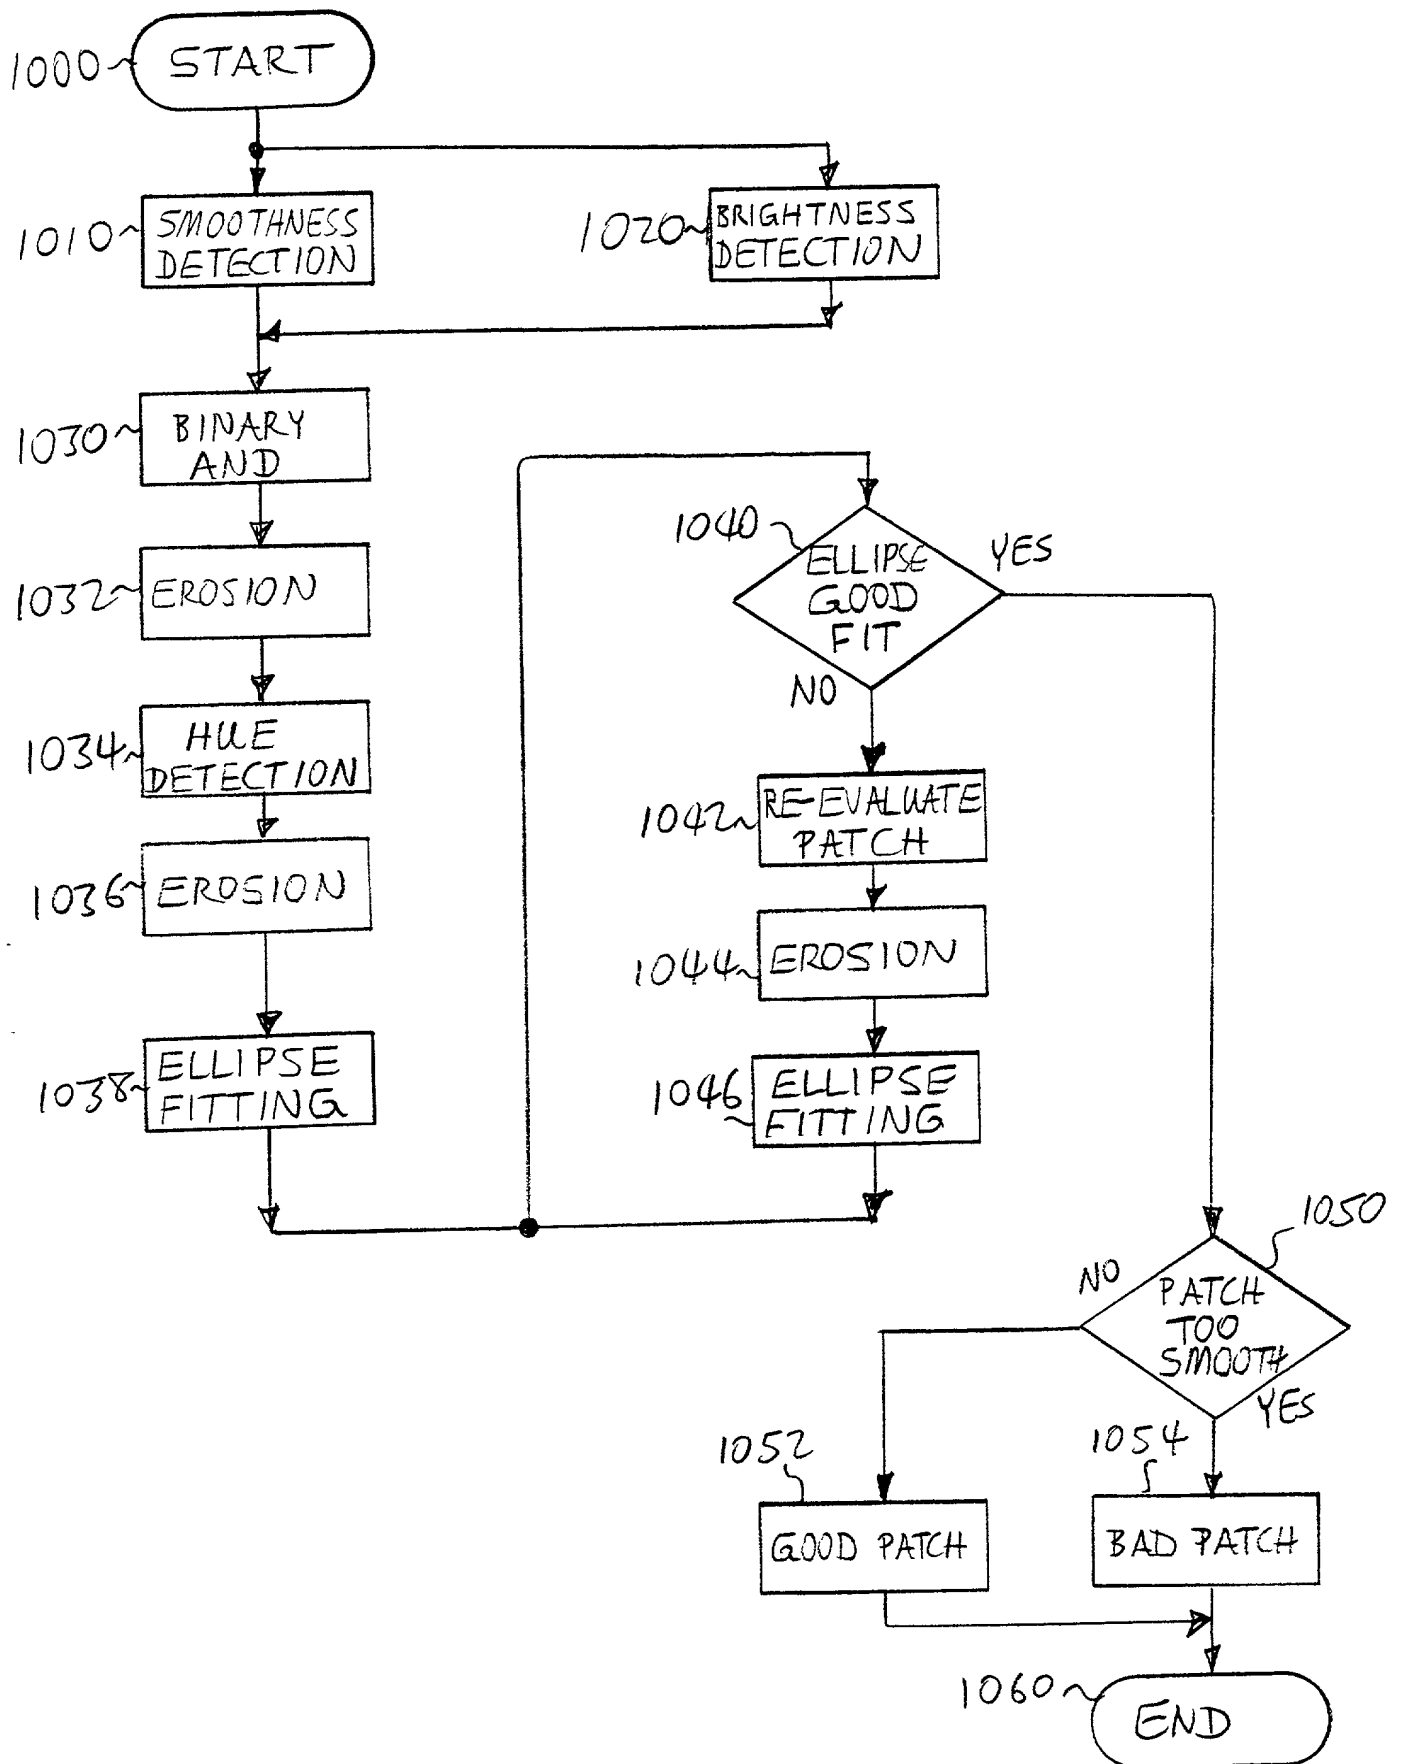 1000 START
1010 SMOOTHNESS
DETECTION
1020 BRIGHTNESS
DETECTION
1030 BINARY
AND
1032 EROSION
1034 HUE
DETECTION
1036 EROSION
1038 ELLIPSE
FITTING
1040 ELLIPSE
GOOD
FIT
YES
NO
1042 RE-EVALUATE
PATCH
1044 EROSION
1046 ELLIPSE
FITTING
1050
PATCH
TOO
SMOOTH
NO
YES
1052
GOOD PATCH
1054
BAD PATCH
1060 END